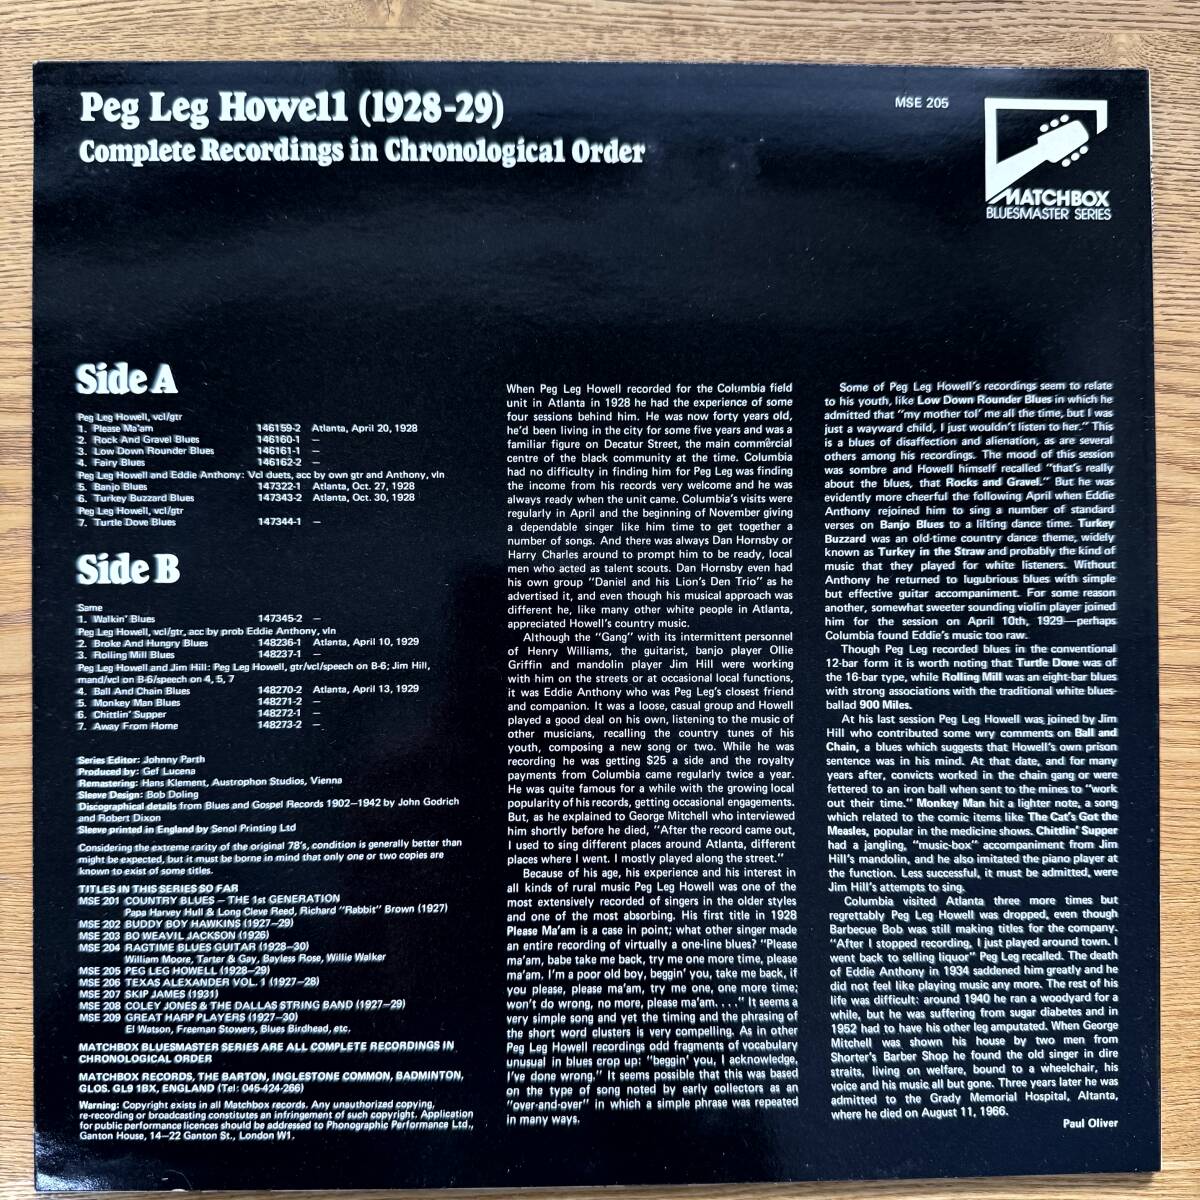 Peg Leg Howell (1928-29)
Complete Recordings in Chronological Order
MSE 205
MATCHBOX
BLUESMASTER SERIES
Side A
Peg Leg Howell, vcl/gtr
1. Please Ma'am 146159-2 Atlanta, April 20, 1928
2. Rock And Gravel Blues 146160-1 —
3. Low Down Rounder Blues 146161-1 —
4. Fairy Blues 146162-2 —
Peg Leg Howell and Eddie Anthony: Vcl duets, acc by own gtr and Anthony, vln
5. Banjo Blues 147322-1 Atlanta, Oct. 27, 1928
6. Turkey Buzzard Blues 147343-2 Atlanta, Oct. 30, 1928
Peg Leg Howell, vcl/gtr
7. Turtle Dove Blues 147344-1 —
Side B
Same
1. Walkin' Blues 147345-2 —
Peg Leg Howell, vcl/gtr, acc by prob Eddie Anthony, vln
2. Broke And Hungry Blues 148236-1 Atlanta, April 10, 1929
3. Rolling Mill Blues 148237-1 —
Peg Leg Howell and Jim Hill: Peg Leg Howell, gtr/vcl/speech on B-6; Jim Hill,
mand/vcl on B-6/speech on 4, 5, 7
4. Ball And Chain Blues 148270-2 Atlanta, April 13, 1929
5. Monkey Man Blues 148271-2 —
6. Chittlin' Supper 148272-1 —
7. Away From Home 148273-2 —
Series Editor: Johnny Parth
Produced by: Gef Lucena
Remastering: Hans Klement, Austrophon Studios, Vienna
Sleeve Design: Bob Doling
Discographical details from Blues and Gospel Records 1902—1942 by John Godrich
and Robert Dixon
Sleeve printed in England by Senol Printing Ltd
Considering the extreme rarity of the original 78's, condition is generally better than
might be expected, but it must be borne in mind that only one or two copies are
known to exist of some titles.
TITLES IN THIS SERIES SO FAR
MSE 201 COUNTRY BLUES — THE 1st GENERATION
Papa Harvey Hull & Long Cleve Reed, Richard "Rabbit" Brown (1927)
MSE 202 BUDDY BOY HAWKINS (1927—29)
MSE 203 BO WEAVIL JACKSON (1926)
MSE 204 RAGTIME BLUES GUITAR (1928—30)
William Moore, Tarter & Gay, Bayless Rose, Willie Walker
MSE 205 PEG LEG HOWELL (1928—29)
MSE 206 TEXAS ALEXANDER VOL. 1 (1927—28)
MSE 207 SKIP JAMES (1931)
MSE 208 COLEY JONES & THE DALLAS STRING BAND (1927—29)
MSE 209 GREAT HARP PLAYERS (1927—30)
El Watson, Freeman Stowers, Blues Birdhead, etc.
MATCHBOX BLUESMASTER SERIES ARE ALL COMPLETE RECORDINGS IN
CHRONOLOGICAL ORDER
MATCHBOX RECORDS, THE BARTON, INGLESTONE COMMON, BADMINTON,
GLOS. GL9 1BX, ENGLAND (Tel: 045-424-266)
Warning: Copyright exists in all Matchbox records. Any unauthorized copying,
re-recording or broadcasting constitutes an infringement of such copyright. Application
for public performance licences should be addressed to Phonographic Performance Ltd.,
Ganton House, 14—22 Ganton St., London W1.
When Peg Leg Howell recorded for the Columbia field
unit in Atlanta in 1928 he had the experience of some
four sessions behind him. He was now forty years old,
he'd been living in the city for some five years and was a
familiar figure on Decatur Street, the main commercial
centre of the black community at the time. Columbia
had no difficulty in finding him for Peg Leg was finding
the income from his records very welcome and he was
always ready when the unit came. Columbia's visits were
regularly in April and the beginning of November giving
a dependable singer like him time to get together a
number of songs. And there was always Dan Hornsby or
Harry Charles around to prompt him to be ready, local
men who acted as talent scouts. Dan Hornsby even had
his own group "Daniel and his Lion's Den Trio" as he
advertised it, and even though his musical approach was
different he, like many other white people in Atlanta,
appreciated Howell's country music.
Although the "Gang" with its intermittent personnel
of Henry Williams, the guitarist, banjo player Ollie
Griffin and mandolin player Jim Hill were working
with him on the streets or at occasional local functions,
it was Eddie Anthony who was Peg Leg's closest friend
and companion. It was a loose, casual group and Howell
played a good deal on his own, listening to the music of
other musicians, recalling the country tunes of his
youth, composing a new song or two. While he was
recording he was getting $25 a side and the royalty
payments from Columbia came regularly twice a year.
He was quite famous for a while with the growing local
popularity of his records, getting occasional engagements.
But, as he explained to George Mitchell who interviewed
him shortly before he died, "After the record came out,
I used to sing different places around Atlanta, different
places where I went. I mostly played along the street."
Because of his age, his experience and his interest in
all kinds of rural music Peg Leg Howell was one of the
most extensively recorded of singers in the older styles
and one of the most absorbing. His first title in 1928
Please Ma'am is a case in point; what other singer made
an entire recording of virtually a one-line blues? "Please
ma'am, babe take me back, try me one more time, please
ma'am. I'm a poor old boy, beggin' you, take me back, if
you please, please ma'am, try me one, one more time;
won't do wrong, no more, please ma'am. . . ." It seems a
very simple song and yet the timing and the phrasing of
the short word clusters is very compelling. As in other
Peg Leg Howell recordings odd fragments of vocabulary
unusual in blues crop up: "beggin' you, I acknowledge,
I've done wrong." It seems possible that this was based
on the type of song noted by early collectors as an
"over-and-over" in which a simple phrase was repeated
in many ways.
Some of Peg Leg Howell's recordings seem to relate
to his youth, like Low Down Rounder Blues in which he
admitted that "my mother tol' me all the time, but I was
just a wayward child, I just wouldn't listen to her." This
is a blues of disaffection and alienation, as are several
others among his recordings. The mood of this session
was sombre and Howell himself recalled "that's really
about the blues, that Rocks and Gravel." But he was
evidently more cheerful the following April when Eddie
Anthony rejoined him to sing a number of standard
verses on Banjo Blues to a lilting dance time. Turkey
Buzzard was an old-time country dance theme, widely
known as Turkey in the Straw and probably the kind of
music that they played for white listeners. Without
Anthony he returned to lugubrious blues with simple
but effective guitar accompaniment. For some reason
another, somewhat sweeter sounding violin player joined
him for the session on April 10th, 1929—perhaps
Columbia found Eddie's music too raw.
Though Peg Leg recorded blues in the conventional
12-bar form it is worth noting that Turtle Dove was of
the 16-bar type, while Rolling Mill was an eight-bar blues
with strong associations with the traditional white blues-
ballad 900 Miles.
At his last session Peg Leg Howell was joined by Jim
Hill who contributed some wry comments on Ball and
Chain, a blues which suggests that Howell's own prison
sentence was in his mind. At that date, and for many
years after, convicts worked in the chain gang or were
fettered to an iron ball when sent to the mines to "work
out their time." Monkey Man hit a lighter note, a song
which related to the comic items like The Cat's Got the
Measles, popular in the medicine shows. Chittlin' Supper
had a jangling, "music-box" accompaniment from Jim
Hill's mandolin, and he also imitated the piano player at
the function. Less successful, it must be admitted, were
Jim Hill's attempts to sing.
Columbia visited Atlanta three more times but
regrettably Peg Leg Howell was dropped, even though
Barbecue Bob was still making titles for the company.
"After I stopped recording, I just played around town. I
went back to selling liquor" Peg Leg recalled. The death
of Eddie Anthony in 1934 saddened him greatly and he
did not feel like playing music any more. The rest of his
life was difficult: around 1940 he ran a woodyard for a
while, but he was suffering from sugar diabetes and in
1952 had to have his other leg amputated. When George
Mitchell was shown his house by two men from
Shorter's Barber Shop he found the old singer in dire
straits, living on welfare, bound to a wheelchair, his
voice and his music all but gone. Three years later he was
admitted to the Grady Memorial Hospital, Altanta,
where he died on August 11, 1966.
Paul Oliver